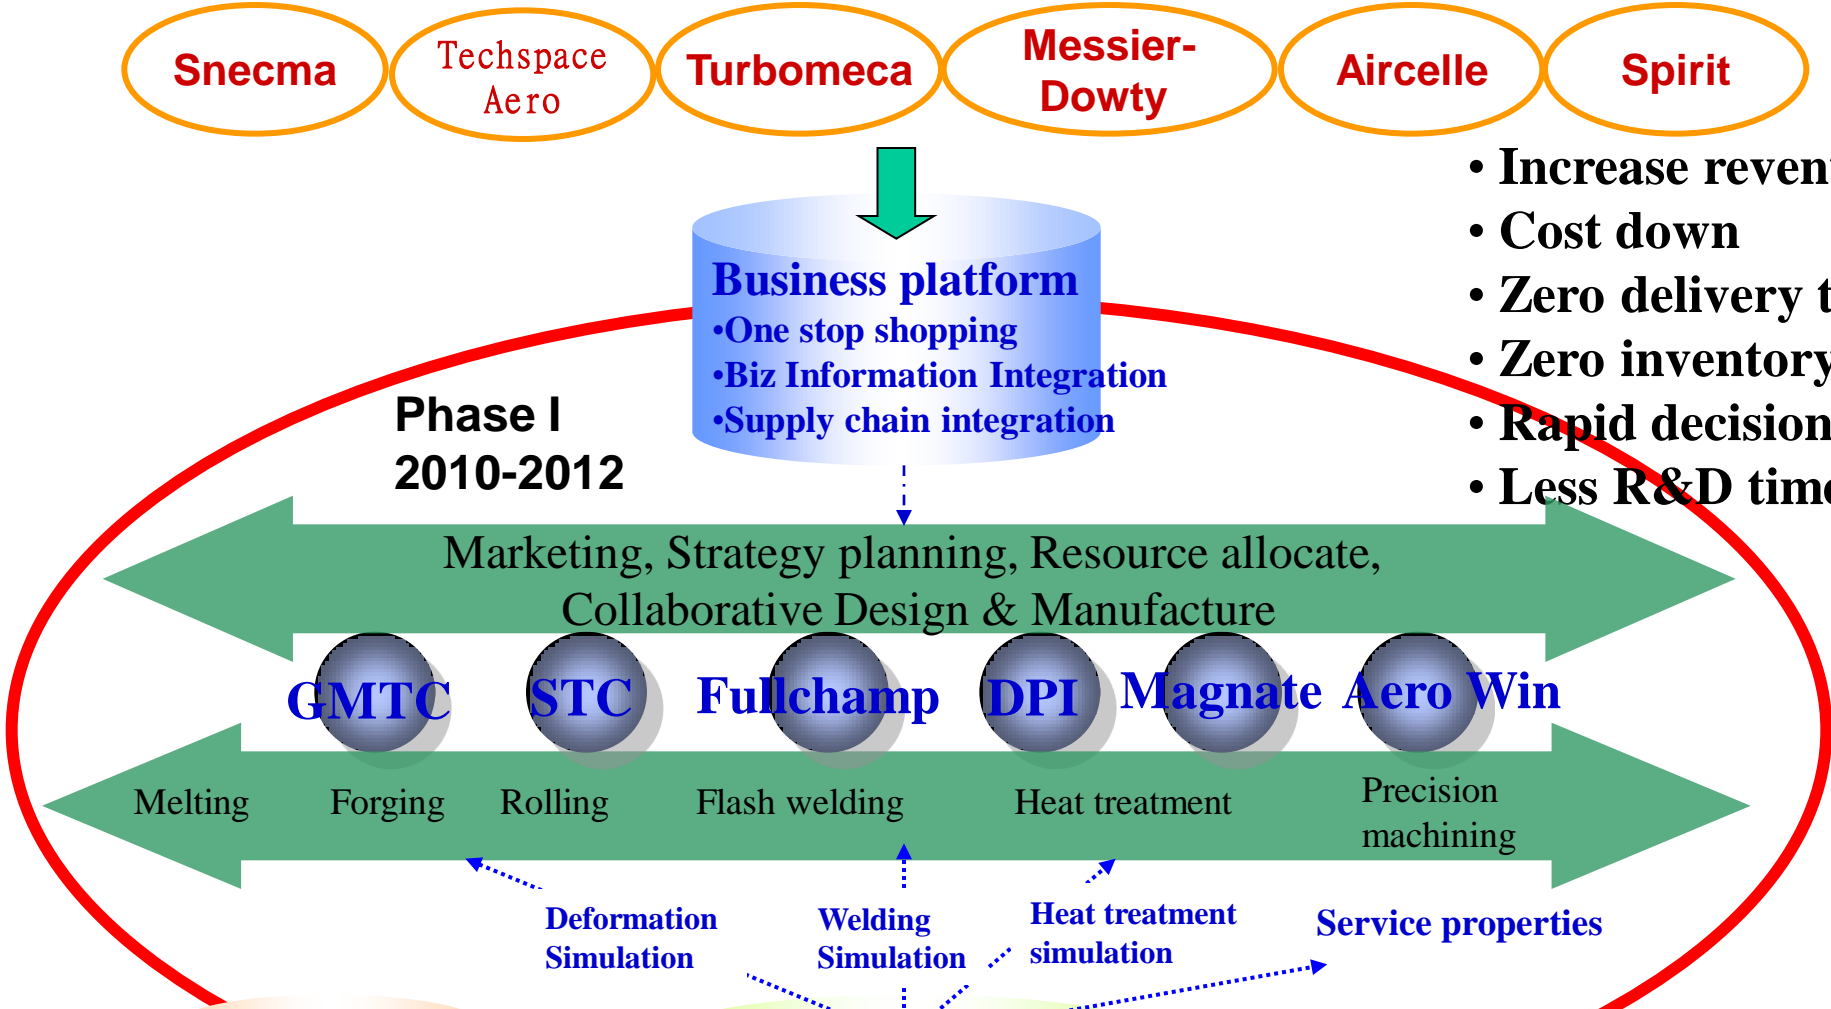 Snecma
Techspace
Aero
Turbomeca
Messier-
Dowty
Aircelle
Spirit
• Increase reven
• Cost down
• Zero delivery t
• Zero inventory
• Rapid decision
• Less R&D time
Business platform
•One stop shopping
•Biz Information Integration
•Supply chain integration
Phase I
2010-2012
Marketing, Strategy planning, Resource allocate,
Collaborative Design & Manufacture
GMTC
STC
Fullchamp
DPI
Magnate
Aero Win
Melting
Forging
Rolling
Flash welding
Heat treatment
Precision
machining
Deformation
Simulation
Welding
Simulation
Heat treatment
simulation
Service properties